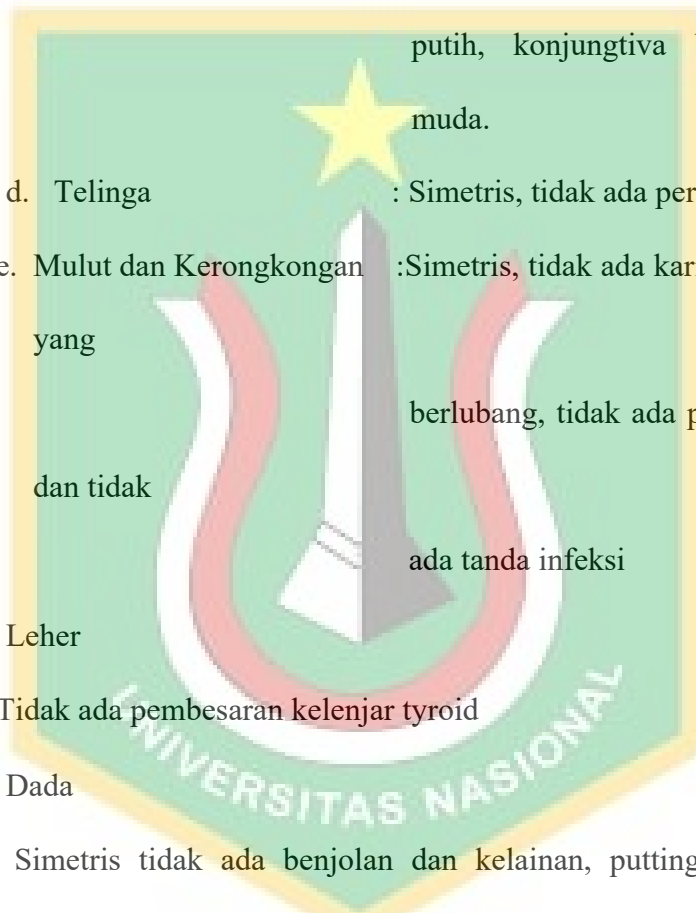 putih, konjungtiva
muda.
d. Telinga : Simetris, tidak ada
e. Mulut dan Kerongkongan :Simetris, tidak ada
yang
berlubang, tidak ada
dan tidak
ada tanda infeksi
Leher
Tidak ada pembesaran kelenjar tyroid
Dada
Simetris tidak ada benjolan dan kelainan, putting
UNIVERSITAS NASIONAL